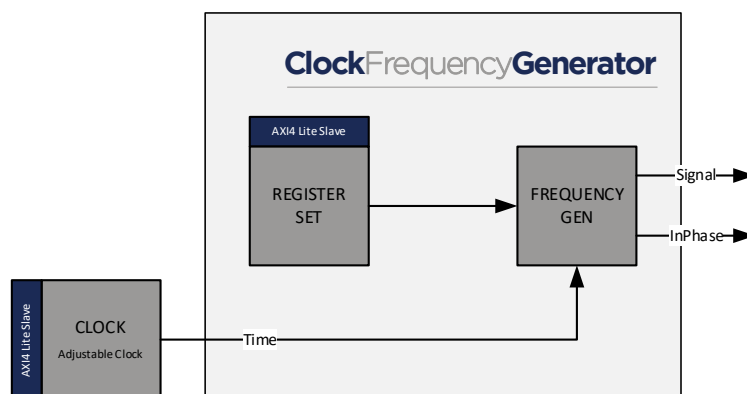 ClockFrequencyGenerator
AXI4 Lite Slave
REGISTER
SET
FREQUENCY
GEN
Signal
InPhase
AXI4 Lite Slave
CLOCK
Adjustable Clock
Time